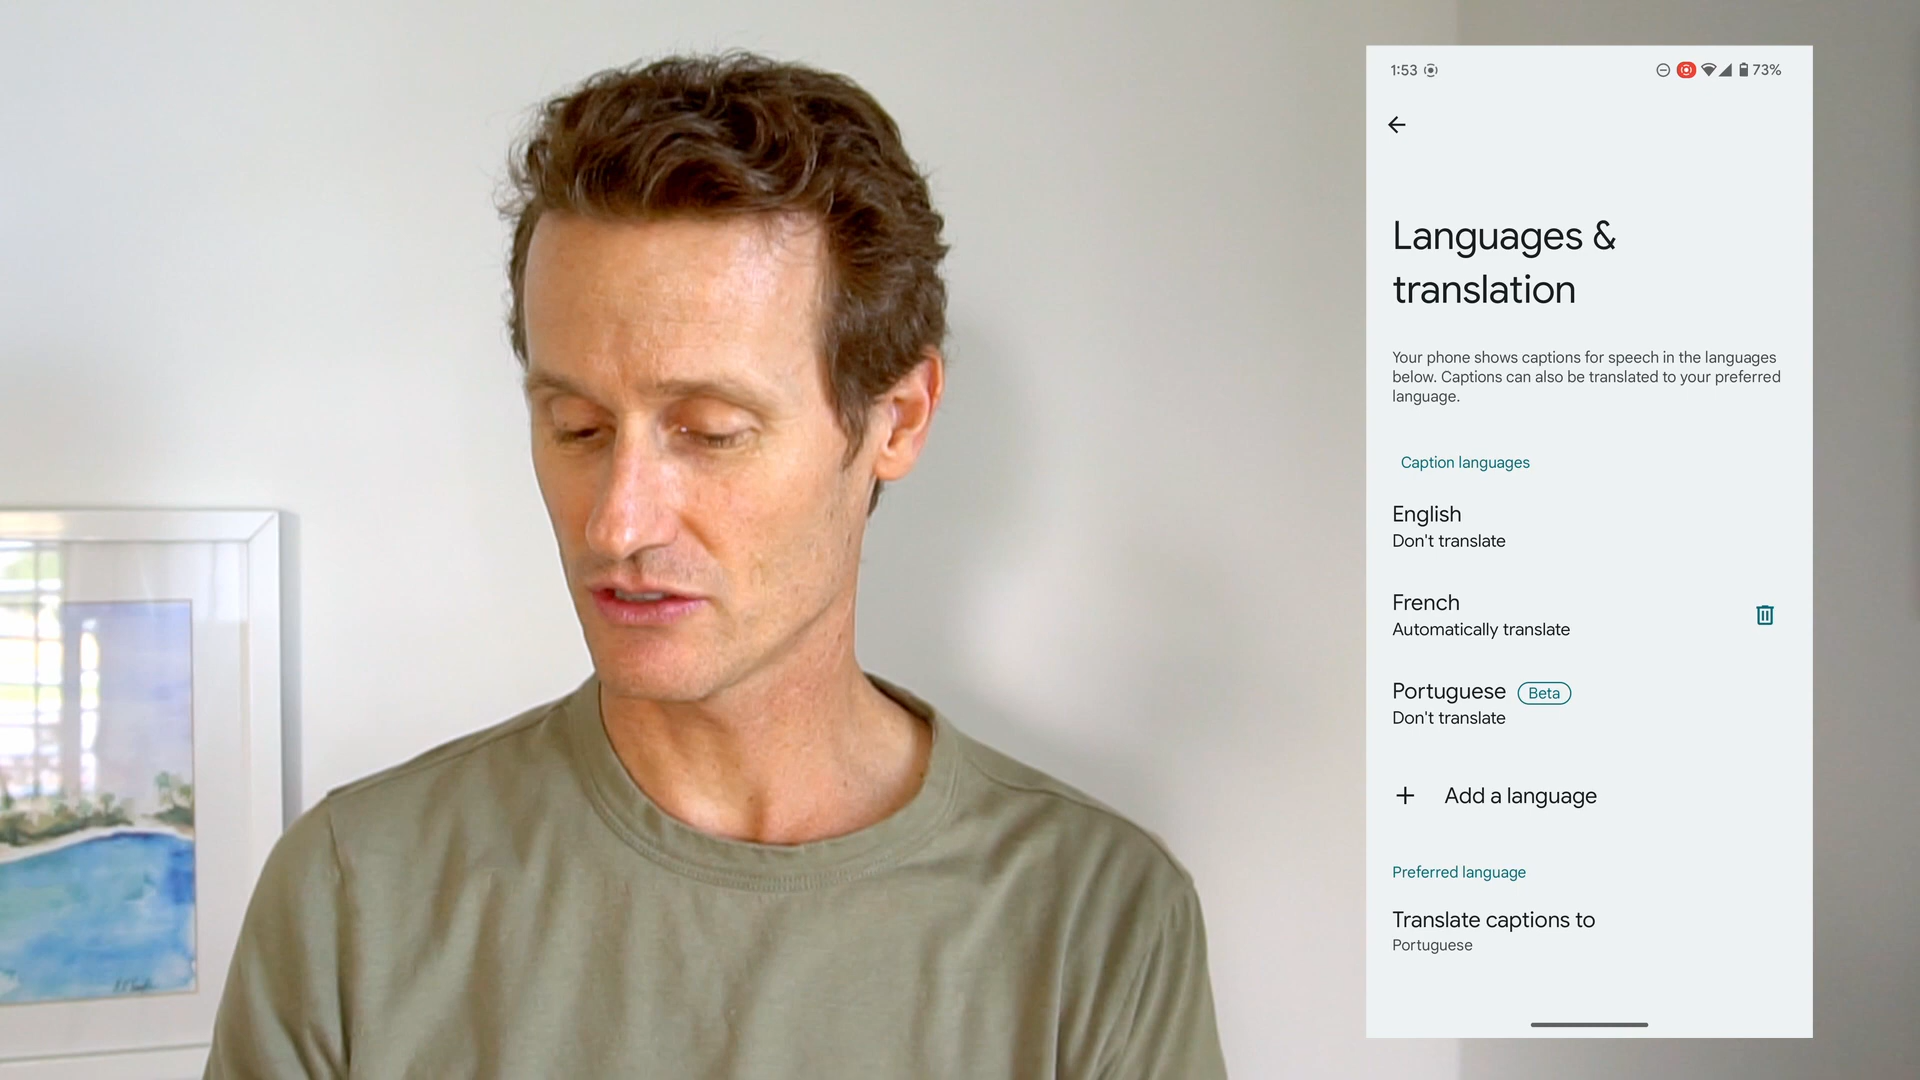 1:53 73%
Languages &
translation
Your phone shows captions for speech in the languages
below. Captions can also be translated to your preferred
language.
Caption languages
English
Don't translate
French
Automatically translate
Portuguese Beta
Don't translate
+ Add a language
Preferred language
Translate captions to
Portuguese